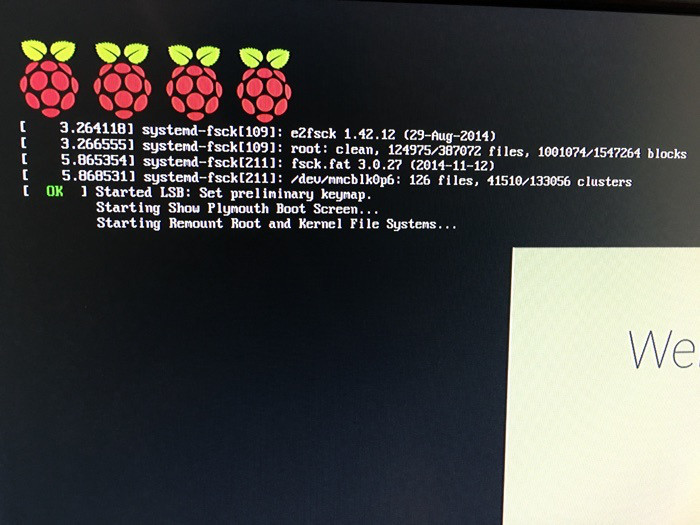 [    3.264118] systemd-fsck[109]: e2fsck 1.42.12 (29-Aug-2014)
[    3.266555] systemd-fsck[109]: root: clean, 124975/387072 files, 1001074/1547264 blocks
[    5.865354] systemd-fsck[211]: fsck.fat 3.0.27 (2014-11-12)
[    5.868531] systemd-fsck[211]: /dev/mmcblk0p6: 126 files, 41510/133056 clusters
[  OK  ] Started LSB: Set preliminary keymap.
Starting Show Plymouth Boot Screen...
Starting Remount Root and Kernel File Systems...
We